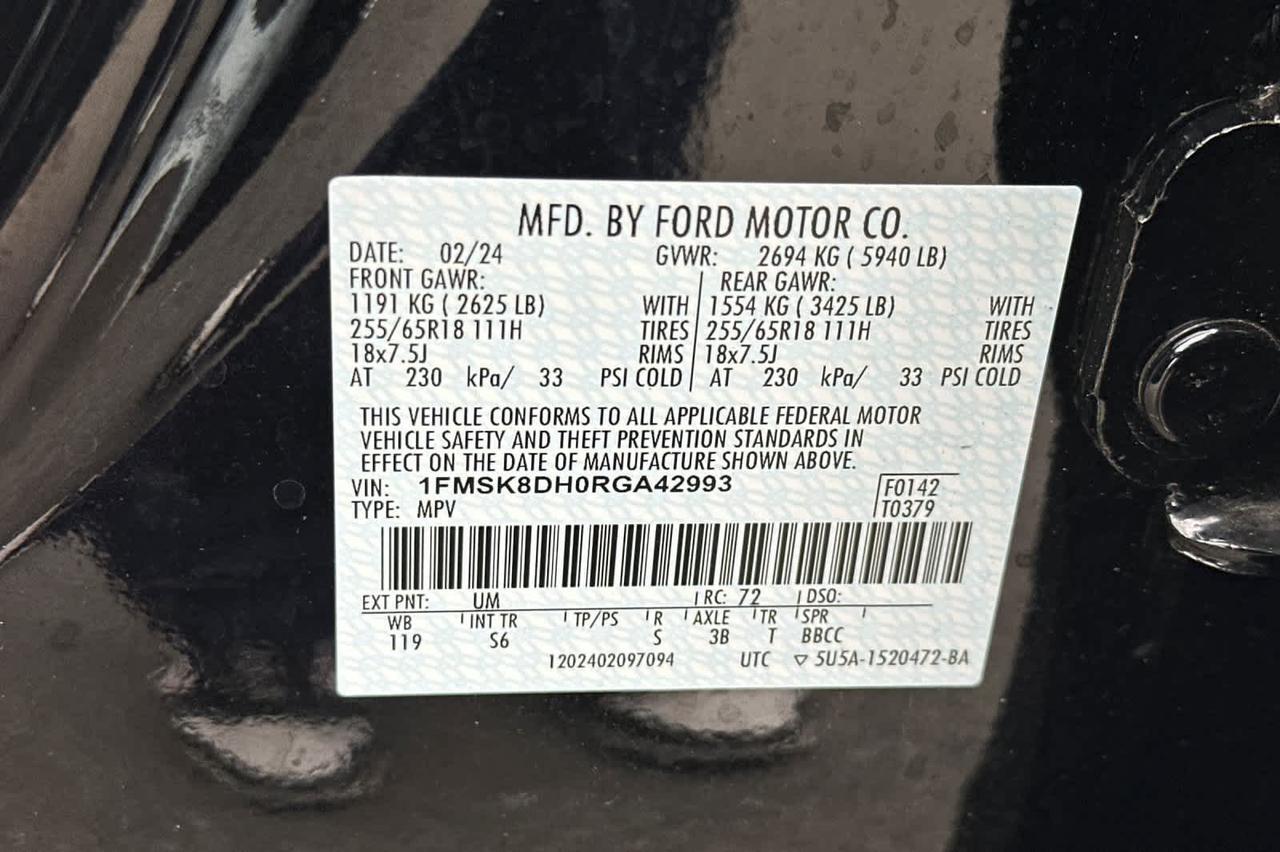 MFD. BY FORD MOTOR CO.
DATE: 02/24 GVWR: 2694 KG ( 5940 LB)
FRONT GAWR: REAR GAWR:
1191 KG ( 2625 LB) WITH 1554 KG ( 3425 LB) WITH
255/65R18 111H TIRES 255/65R18 111H TIRES
18x7.5J RIMS 18x7.5J RIMS
AT 230 kPa/ 33 PSI COLD AT 230 kPa/ 33 PSI COLD
THIS VEHICLE CONFORMS TO ALL APPLICABLE FEDERAL MOTOR
VEHICLE SAFETY AND THEFT PREVENTION STANDARDS IN
EFFECT ON THE DATE OF MANUFACTURE SHOWN ABOVE.
VIN: 1FMSK8DH0RGA42993 F0142
TYPE: MPV T0379
EXT PNT: UM RC: 72 DSO:
WB INT TR TP/PS R AXLE TR SPR
119 S6 S 3B T BBCC
1202402097094 UTC ▽ 5U5A-1520472-BA